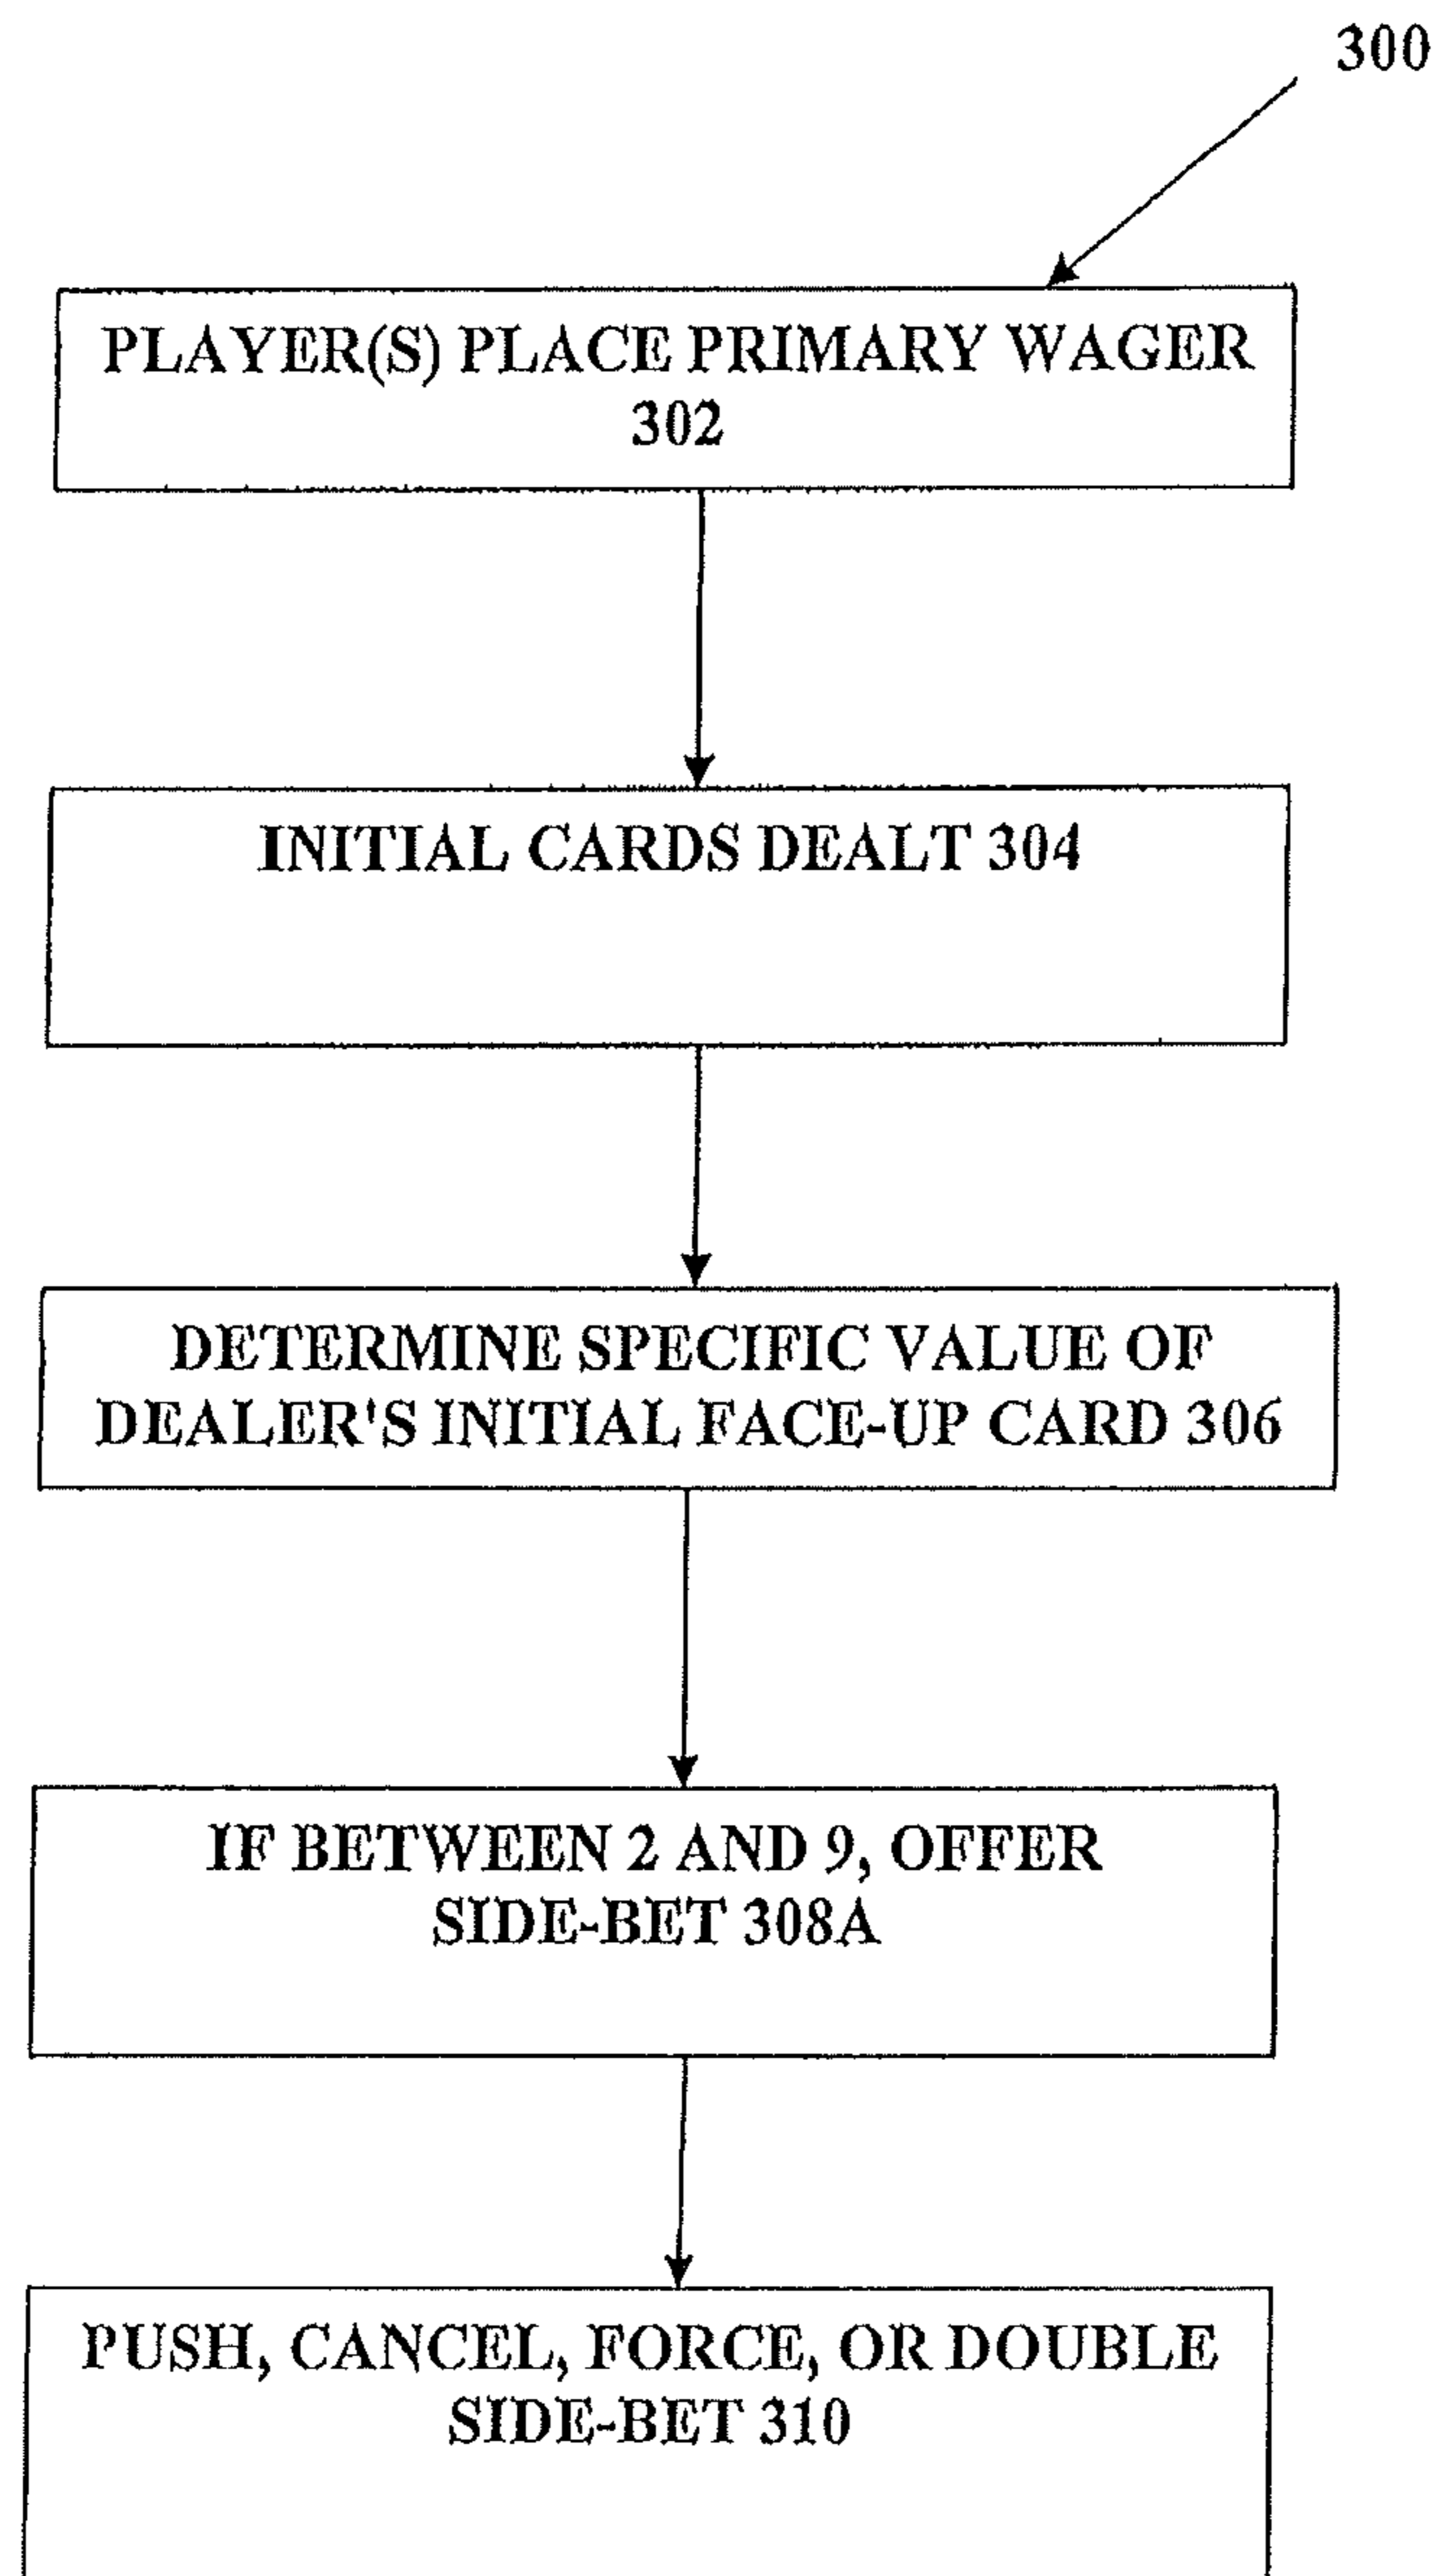 300
PLAYER(S) PLACE PRIMARY WAGER
302
INITIAL CARDS DEALT 304
DETERMINE SPECIFIC VALUE OF
DEALER'S INITIAL FACE-UP CARD 306
IF BETWEEN 2 AND 9, OFFER
SIDE-BET 308A
PUSH, CANCEL, FORCE, OR DOUBLE
SIDE-BET 310